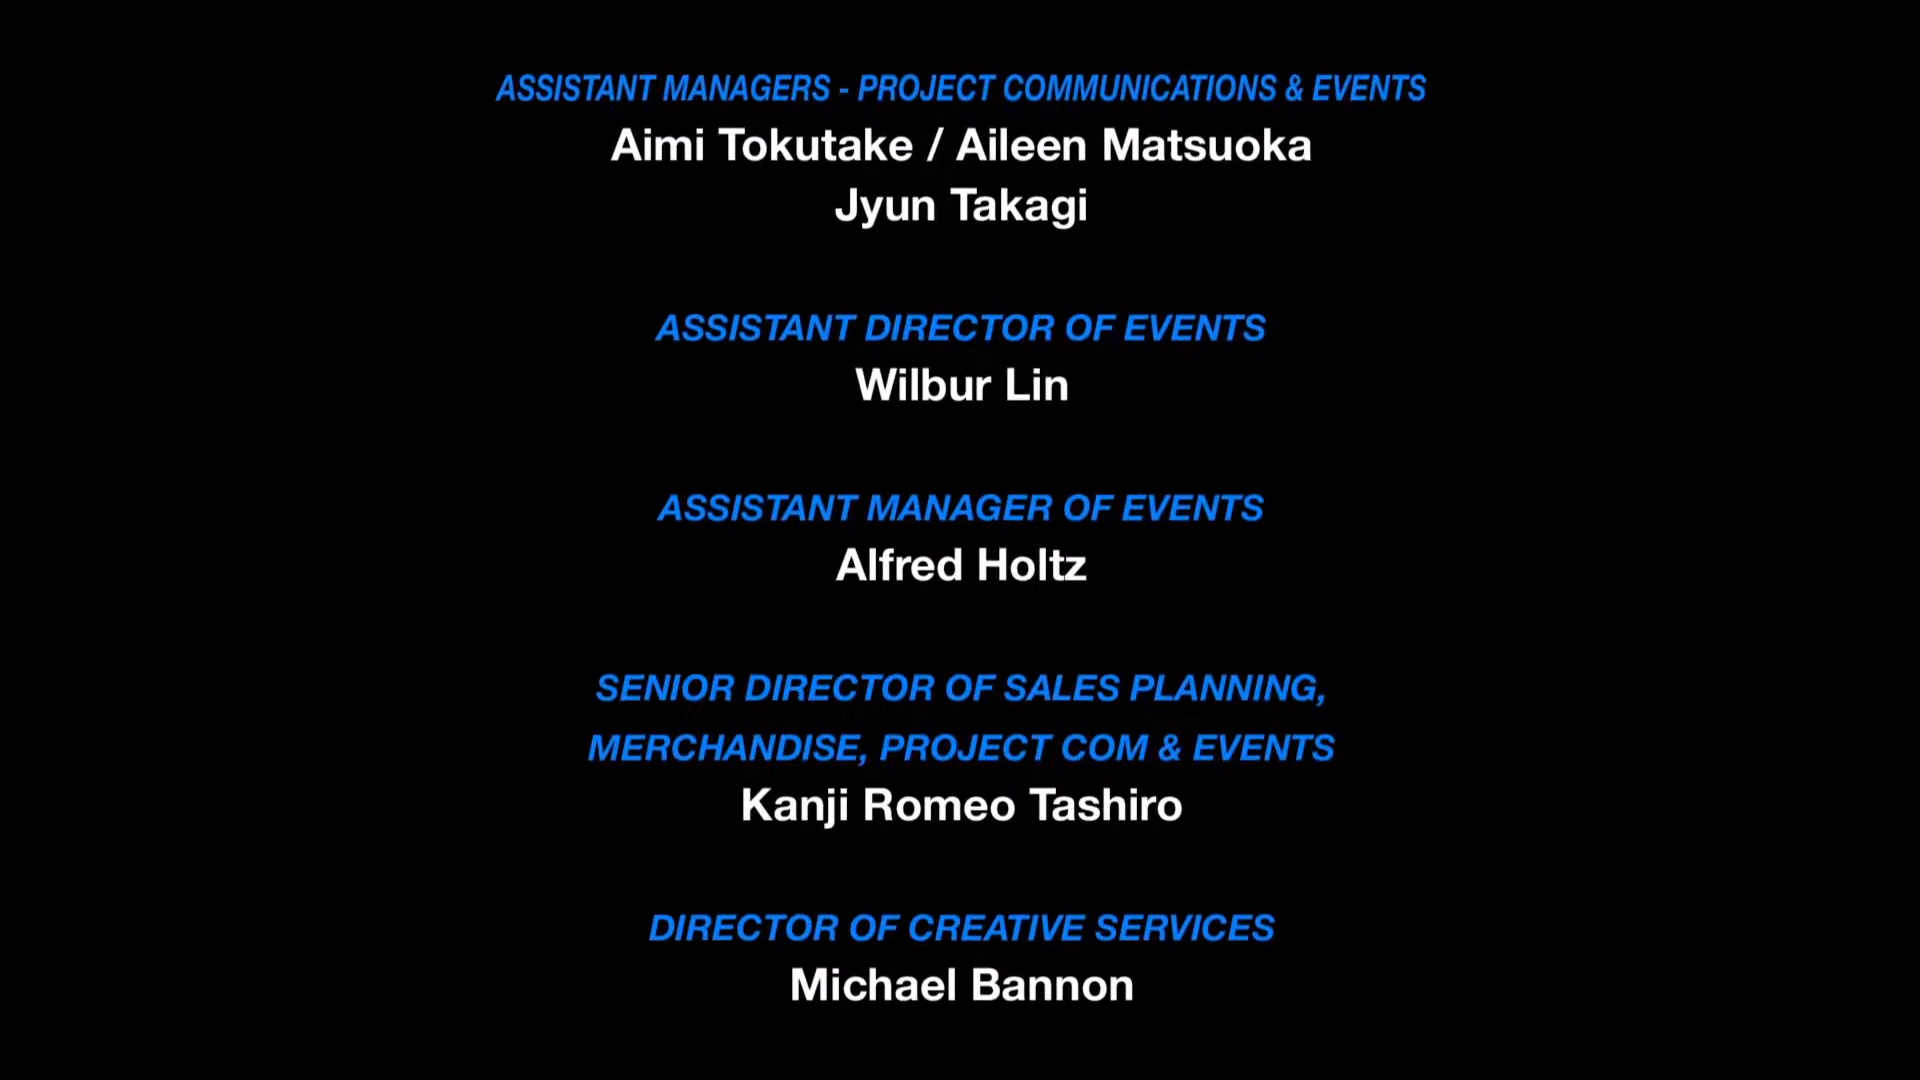 ASSISTANT MANAGERS - PROJECT COMMUNICATIONS & EVENTS
Aimi Tokutake / Aileen Matsuoka
Jyun Takagi
ASSISTANT DIRECTOR OF EVENTS
Wilbur Lin
ASSISTANT MANAGER OF EVENTS
Alfred Holtz
SENIOR DIRECTOR OF SALES PLANNING,
MERCHANDISE, PROJECT COM & EVENTS
Kanji Romeo Tashiro
DIRECTOR OF CREATIVE SERVICES
Michael Bannon